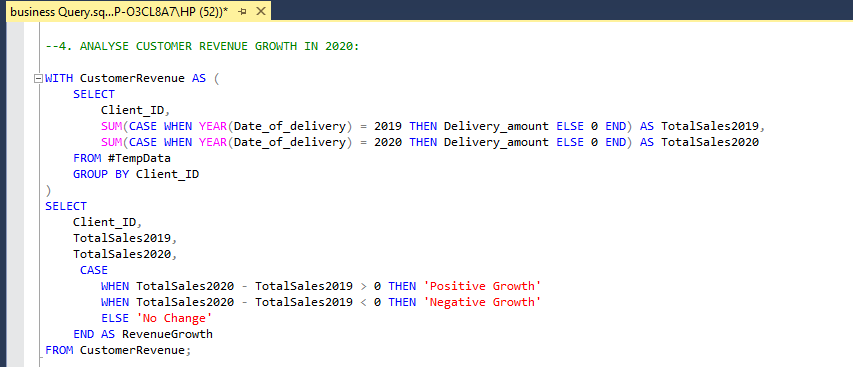 business Query.sq...P-O3CL8A7\HP (52))*
--4. ANALYSE CUSTOMER REVENUE GROWTH IN 2020:
WITH CustomerRevenue AS (
SELECT
Client_ID,
SUM(CASE WHEN YEAR(Date_of_delivery) = 2019 THEN Delivery_amount ELSE 0 END) AS TotalSales2019,
SUM(CASE WHEN YEAR(Date_of_delivery) = 2020 THEN Delivery_amount ELSE 0 END) AS TotalSales2020
FROM #TempData
GROUP BY Client_ID
)
SELECT
Client_ID,
TotalSales2019,
TotalSales2020,
CASE
WHEN TotalSales2020 - TotalSales2019 > 0 THEN 'Positive Growth'
WHEN TotalSales2020 - TotalSales2019 < 0 THEN 'Negative Growth'
ELSE 'No Change'
END AS RevenueGrowth
FROM CustomerRevenue;